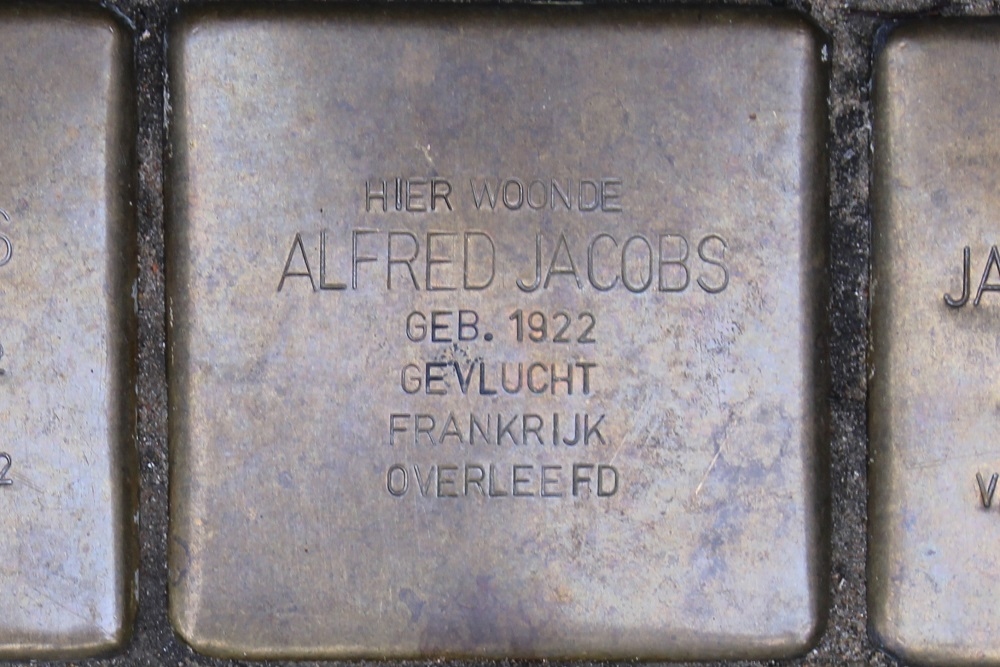 HIER WOONDE
ALFRED JACOBS
GEB. 1922
GEVLUCHT
FRANKRIJK
OVERLEEFD